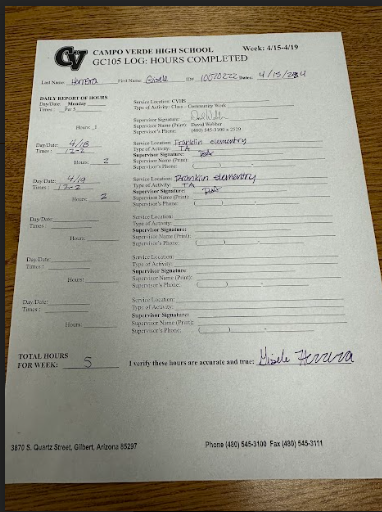 CV
CAMPO VERDE HIGH SCHOOL Week: 4/15-4/19
GC105 LOG: HOURS COMPLETED
Last Name: Herrera First Name: Gisele ID# Date:
DAILY REPORT OF HOURS
Day/Date: Monday Service Location: CVHS
Times: Per 5 Type of Activity: Class - Community Work
Supervisor Signature:
Supervisor Name (Print): David Webber
Hours: 1 Supervisor's Phone: (480) 545-3100 x 2529
Day/Date: 4/18 Service Location: Franklin elementry
Times: 12-2 Type of Activity: TA
Supervisor Signature:
Hours: 2 Supervisor Name (Print):
Supervisor's Phone: ( )
Day/Date: 4/19 Service Location: Franklin elementry
Times: 12-2 Type of Activity: TA
Supervisor Signature:
Hours: 2 Supervisor Name (Print):
Supervisor's Phone: ( )
Day/Date: Service Location:
Times: Type of Activity:
Supervisor Signature:
Hours: Supervisor Name (Print):
Supervisor's Phone: ( )
Day/Date: Service Location:
Times: Type of Activity:
Supervisor Signature:
Hours: Supervisor Name (Print):
Supervisor's Phone: ( )
Day/Date: Service Location:
Times: Type of Activity:
Supervisor Signature:
Hours: Supervisor Name (Print):
Supervisor's Phone: ( )
TOTAL HOURS
FOR WEEK: 5 I verify these hours are accurate and true: Gisele Herrera
3870 S. Quartz Street, Gilbert, Arizona 85297 Phone (480) 545-3100 Fax (480) 545-3111